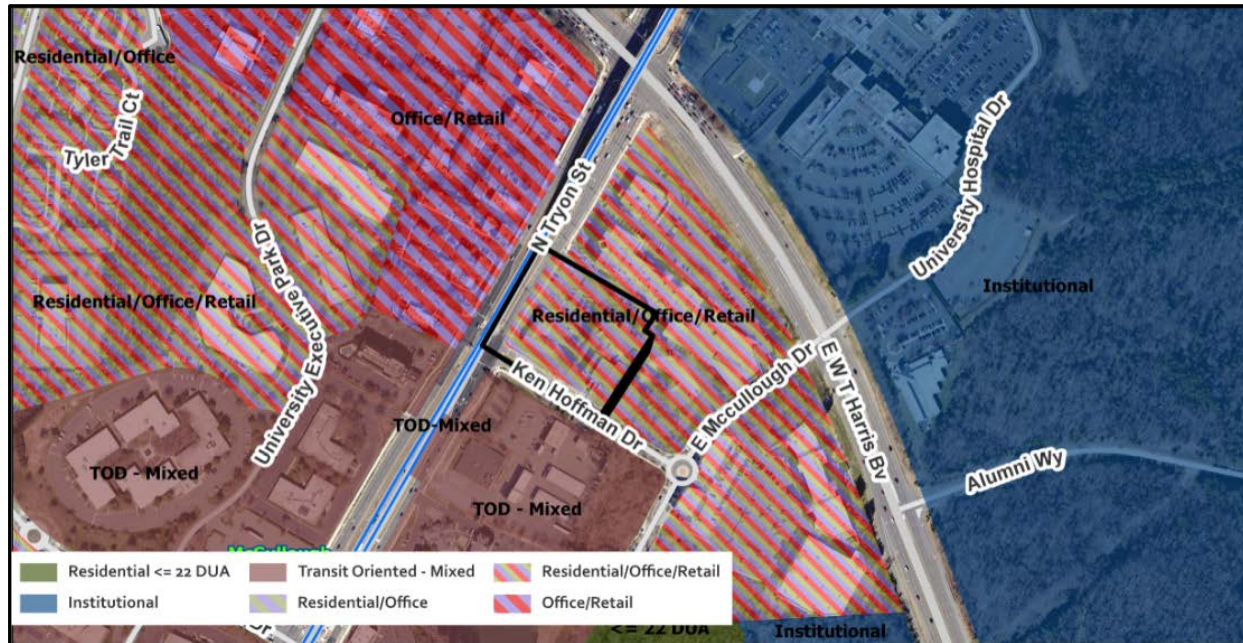 Residential/Office
Office/Retail
Tyler Trail Ct
N Tryon St
University Hospital Dr
University Executive Park Dr
Residential/Office/Retail
Residential/Office/Retail
Institutional
Ken Hoffman Dr
E Mccullough Dr
E W T Harris Bv
TOD-Mixed
TOD - Mixed
TOD - Mixed
Alumni Wy
McCullough
Residential <= 22 DUA
Transit Oriented - Mixed
Residential/Office/Retail
Institutional
Residential/Office
Office/Retail
<= 22 DUA
Institutional